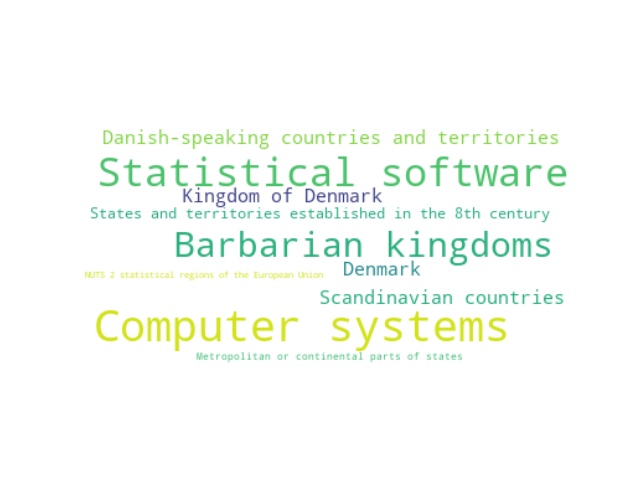 Danish-speaking countries and territories
Statistical software
Kingdom of Denmark
States and territories established in the 8th century
Barbarian kingdoms
Denmark
NUTS 2 statistical regions of the European Union
Scandinavian countries
Computer systems
Metropolitan or continental parts of states